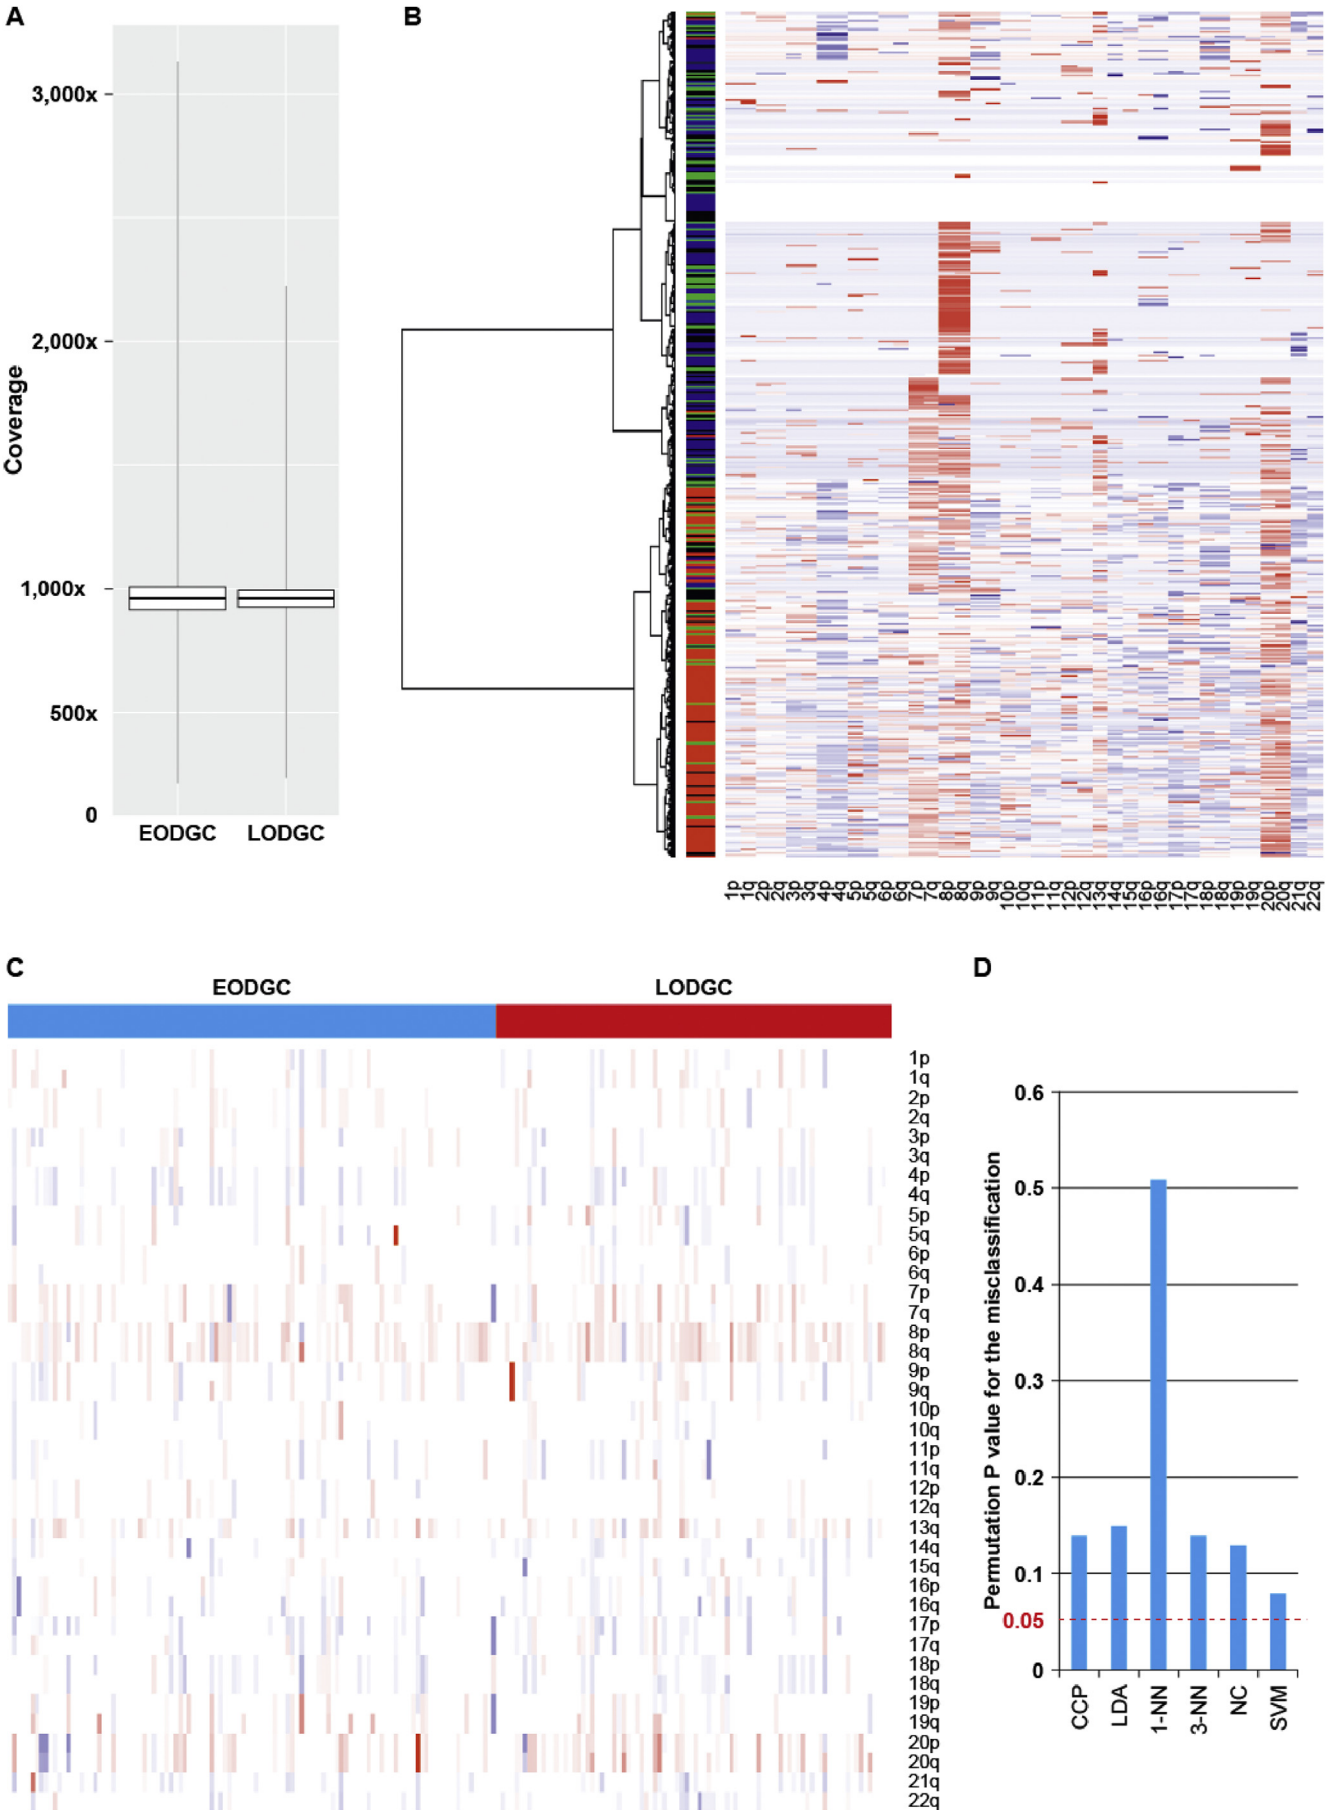 A
3,000x
2,000x
1,000x
500x
0
Coverage
EODGC
LODGC
B
1p
1q
2p
2q
3p
3q
4p
4q
5p
5q
6p
6q
7p
7q
8p
8q
9p
9q
10p
10q
11p
11q
12p
12q
13q
14q
15q
16p
16q
17p
17q
18p
18q
19p
19q
20p
20q
21q
22q
C
EODGC
LODGC
1p
1q
2p
2q
3p
3q
4p
4q
5p
5q
6p
6q
7p
7q
8p
8q
9p
9q
10p
10q
11p
11q
12p
12q
13q
14q
15q
16p
16q
17p
17q
18p
18q
19p
19q
20p
20q
21q
22q
D
Permutation P value for the misclassification
0.6
0.5
0.4
0.3
0.2
0.1
0.05
0
CCP
LDA
1-NN
3-NN
NC
SVM